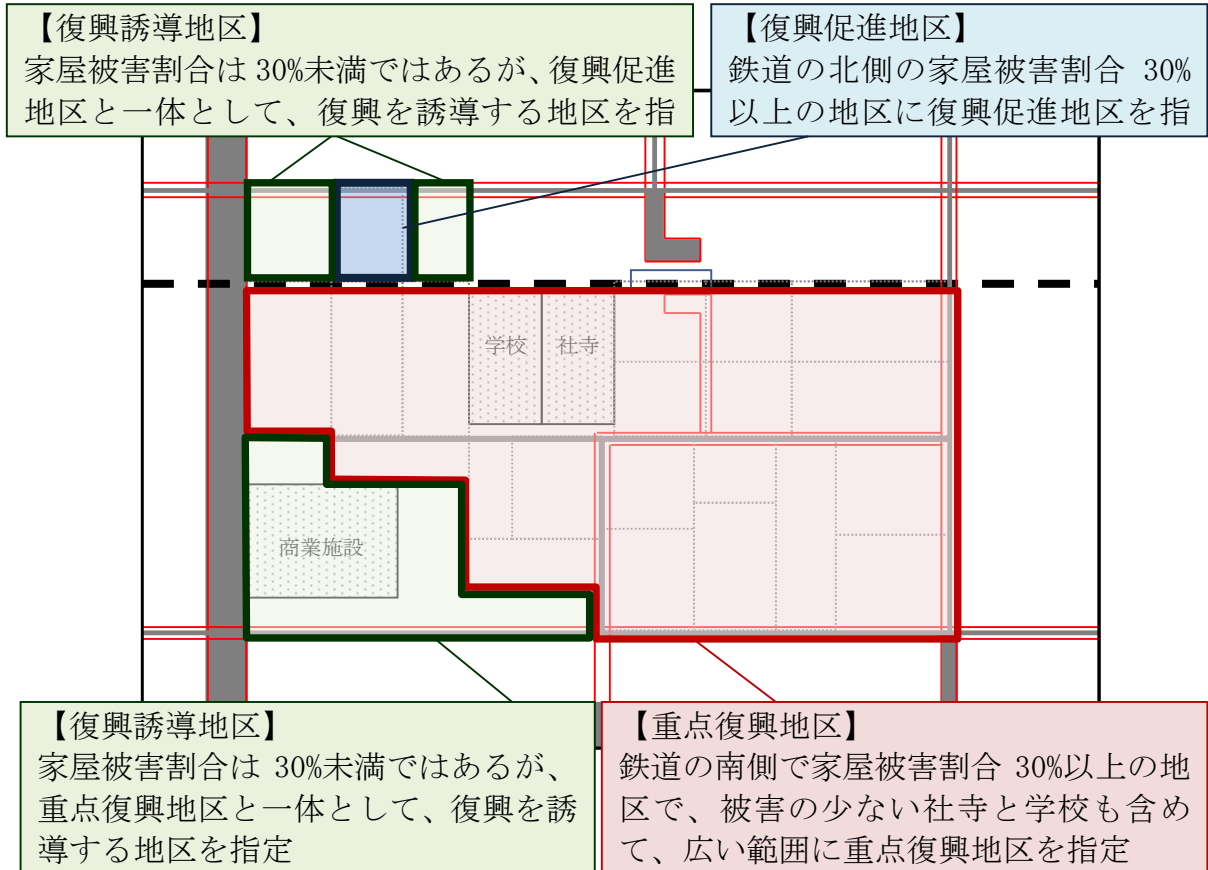 【復興誘導地区】
家屋被害割合は 30%未満ではあるが、復興促進
地区と一体として、復興を誘導する地区を指
【復興促進地区】
鉄道の北側の家屋被害割合 30%
以上の地区に復興促進地区を指
学校
社寺
商業施設
【復興誘導地区】
家屋被害割合は 30%未満ではあるが、
重点復興地区と一体として、復興を誘
導する地区を指定
【重点復興地区】
鉄道の南側で家屋被害割合 30%以上の地
区で、被害の少ない社寺と学校も含め
て、広い範囲に重点復興地区を指定